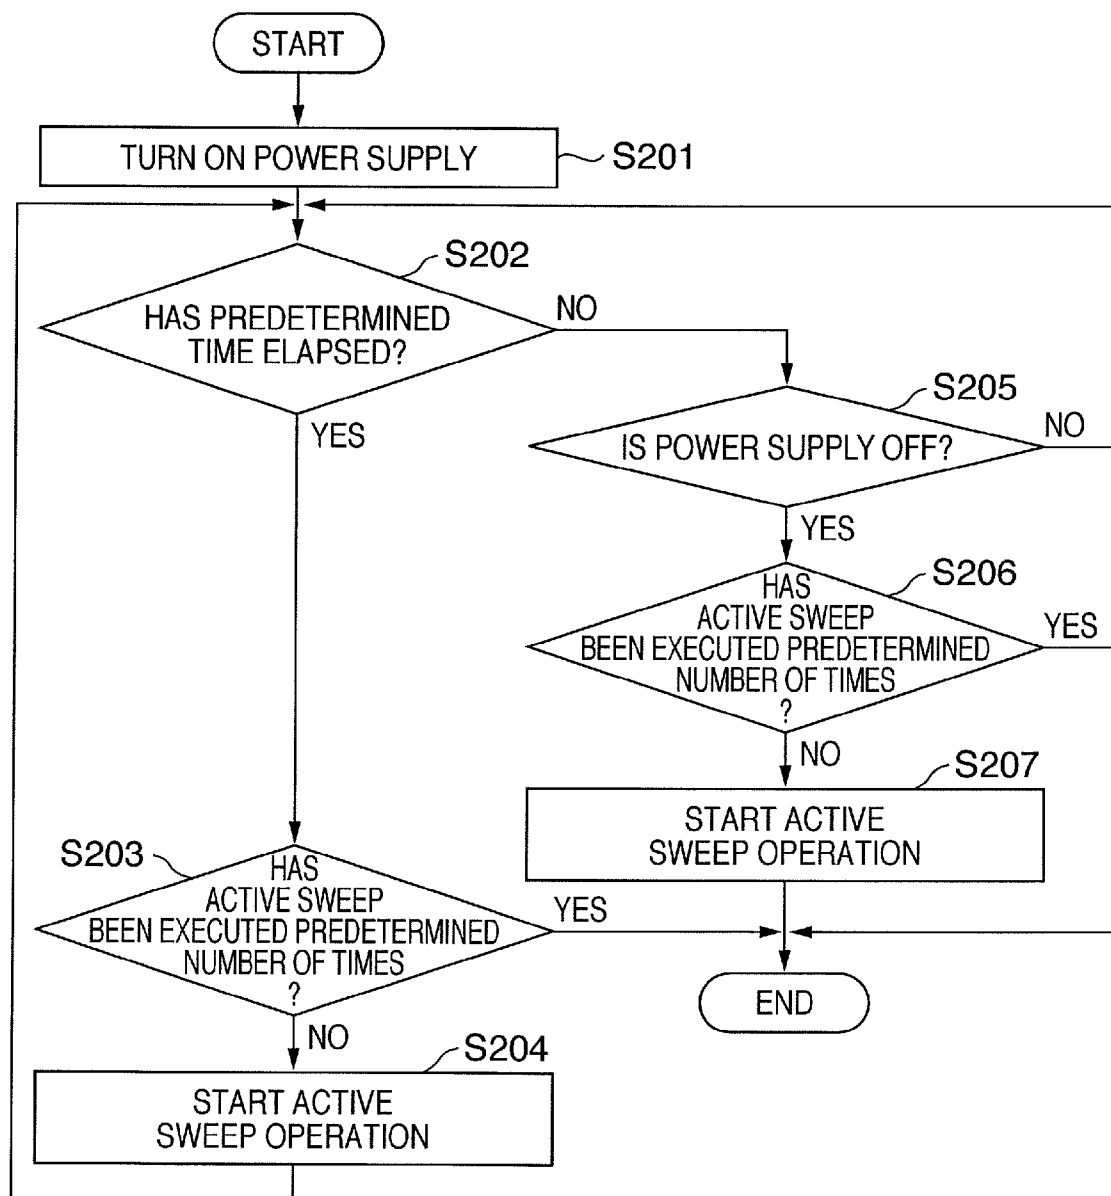 START
TURN ON POWER SUPPLY
S201
S202
HAS PREDETERMINED
TIME ELAPSED?
NO
YES
S205
IS POWER SUPPLY OFF?
NO
YES
S206
HAS
ACTIVE SWEEP
BEEN EXECUTED PREDETERMINED
NUMBER OF TIMES
?
YES
NO
S207
START ACTIVE
SWEEP OPERATION
S203
HAS
ACTIVE SWEEP
BEEN EXECUTED PREDETERMINED
NUMBER OF TIMES
?
YES
NO
END
S204
START ACTIVE
SWEEP OPERATION